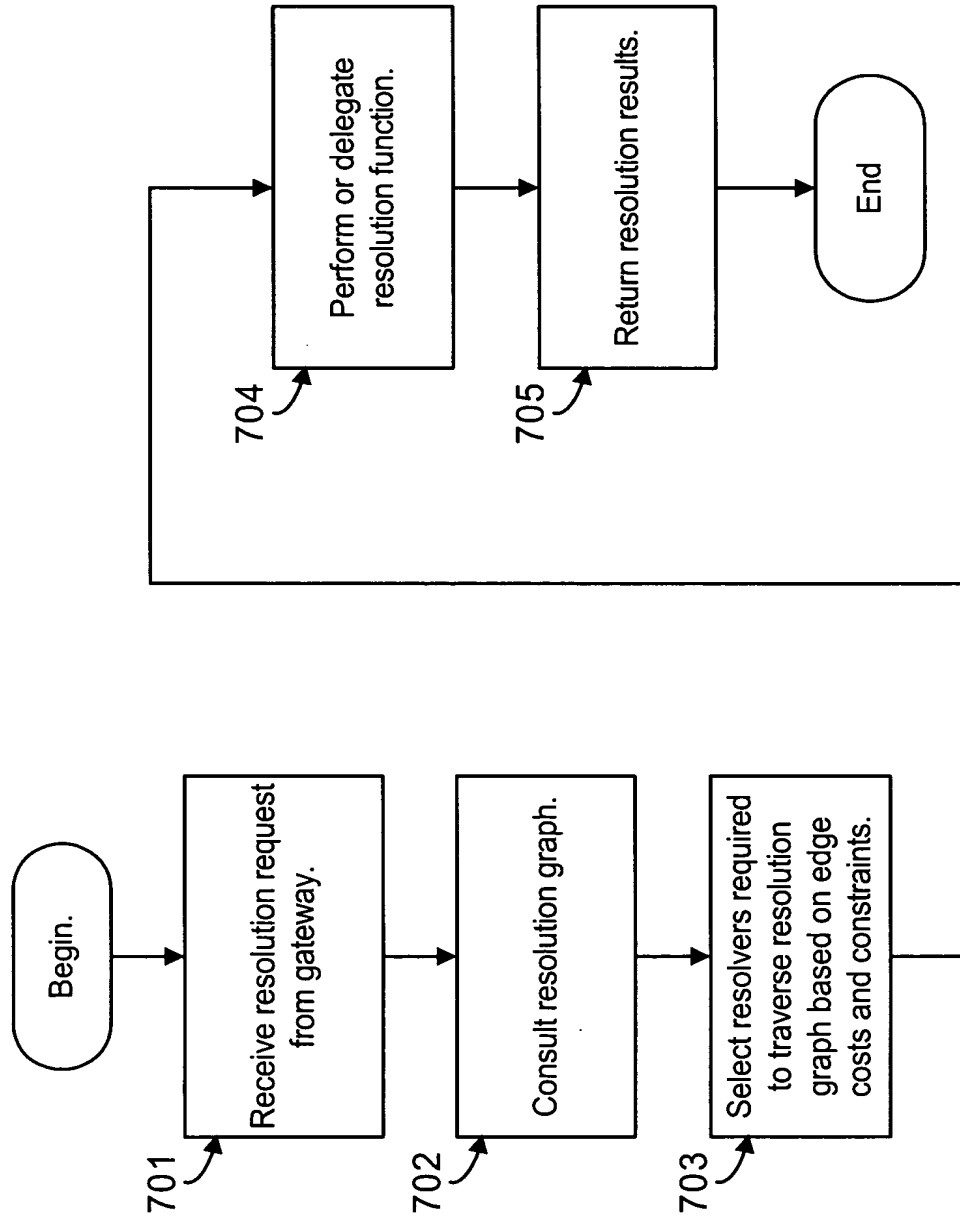 Begin.
701
Receive resolution request
from gateway.
702
Consult resolution graph.
703
Select resolvers required
to traverse resolution
graph based on edge
costs and constraints.
704
Perform or delegate
resolution function.
705
Return resolution results.
End